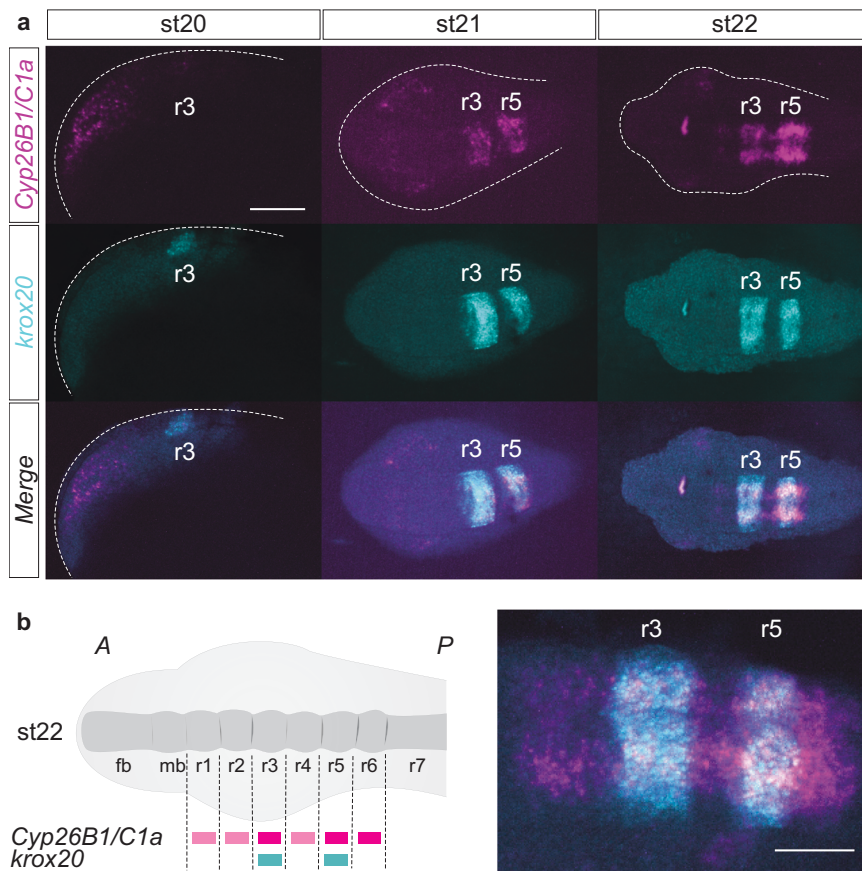 a
st20 st21 st22
Cyp26B1/C1a
r3
r3 r5
r3 r5
krox20
r3
r3 r5
r3 r5
Merge
r3
r3 r5
r3 r5
b
A P
st22
fb mb r1 r2 r3 r4 r5 r6 r7
Cyp26B1/C1a
krox20
r3 r5